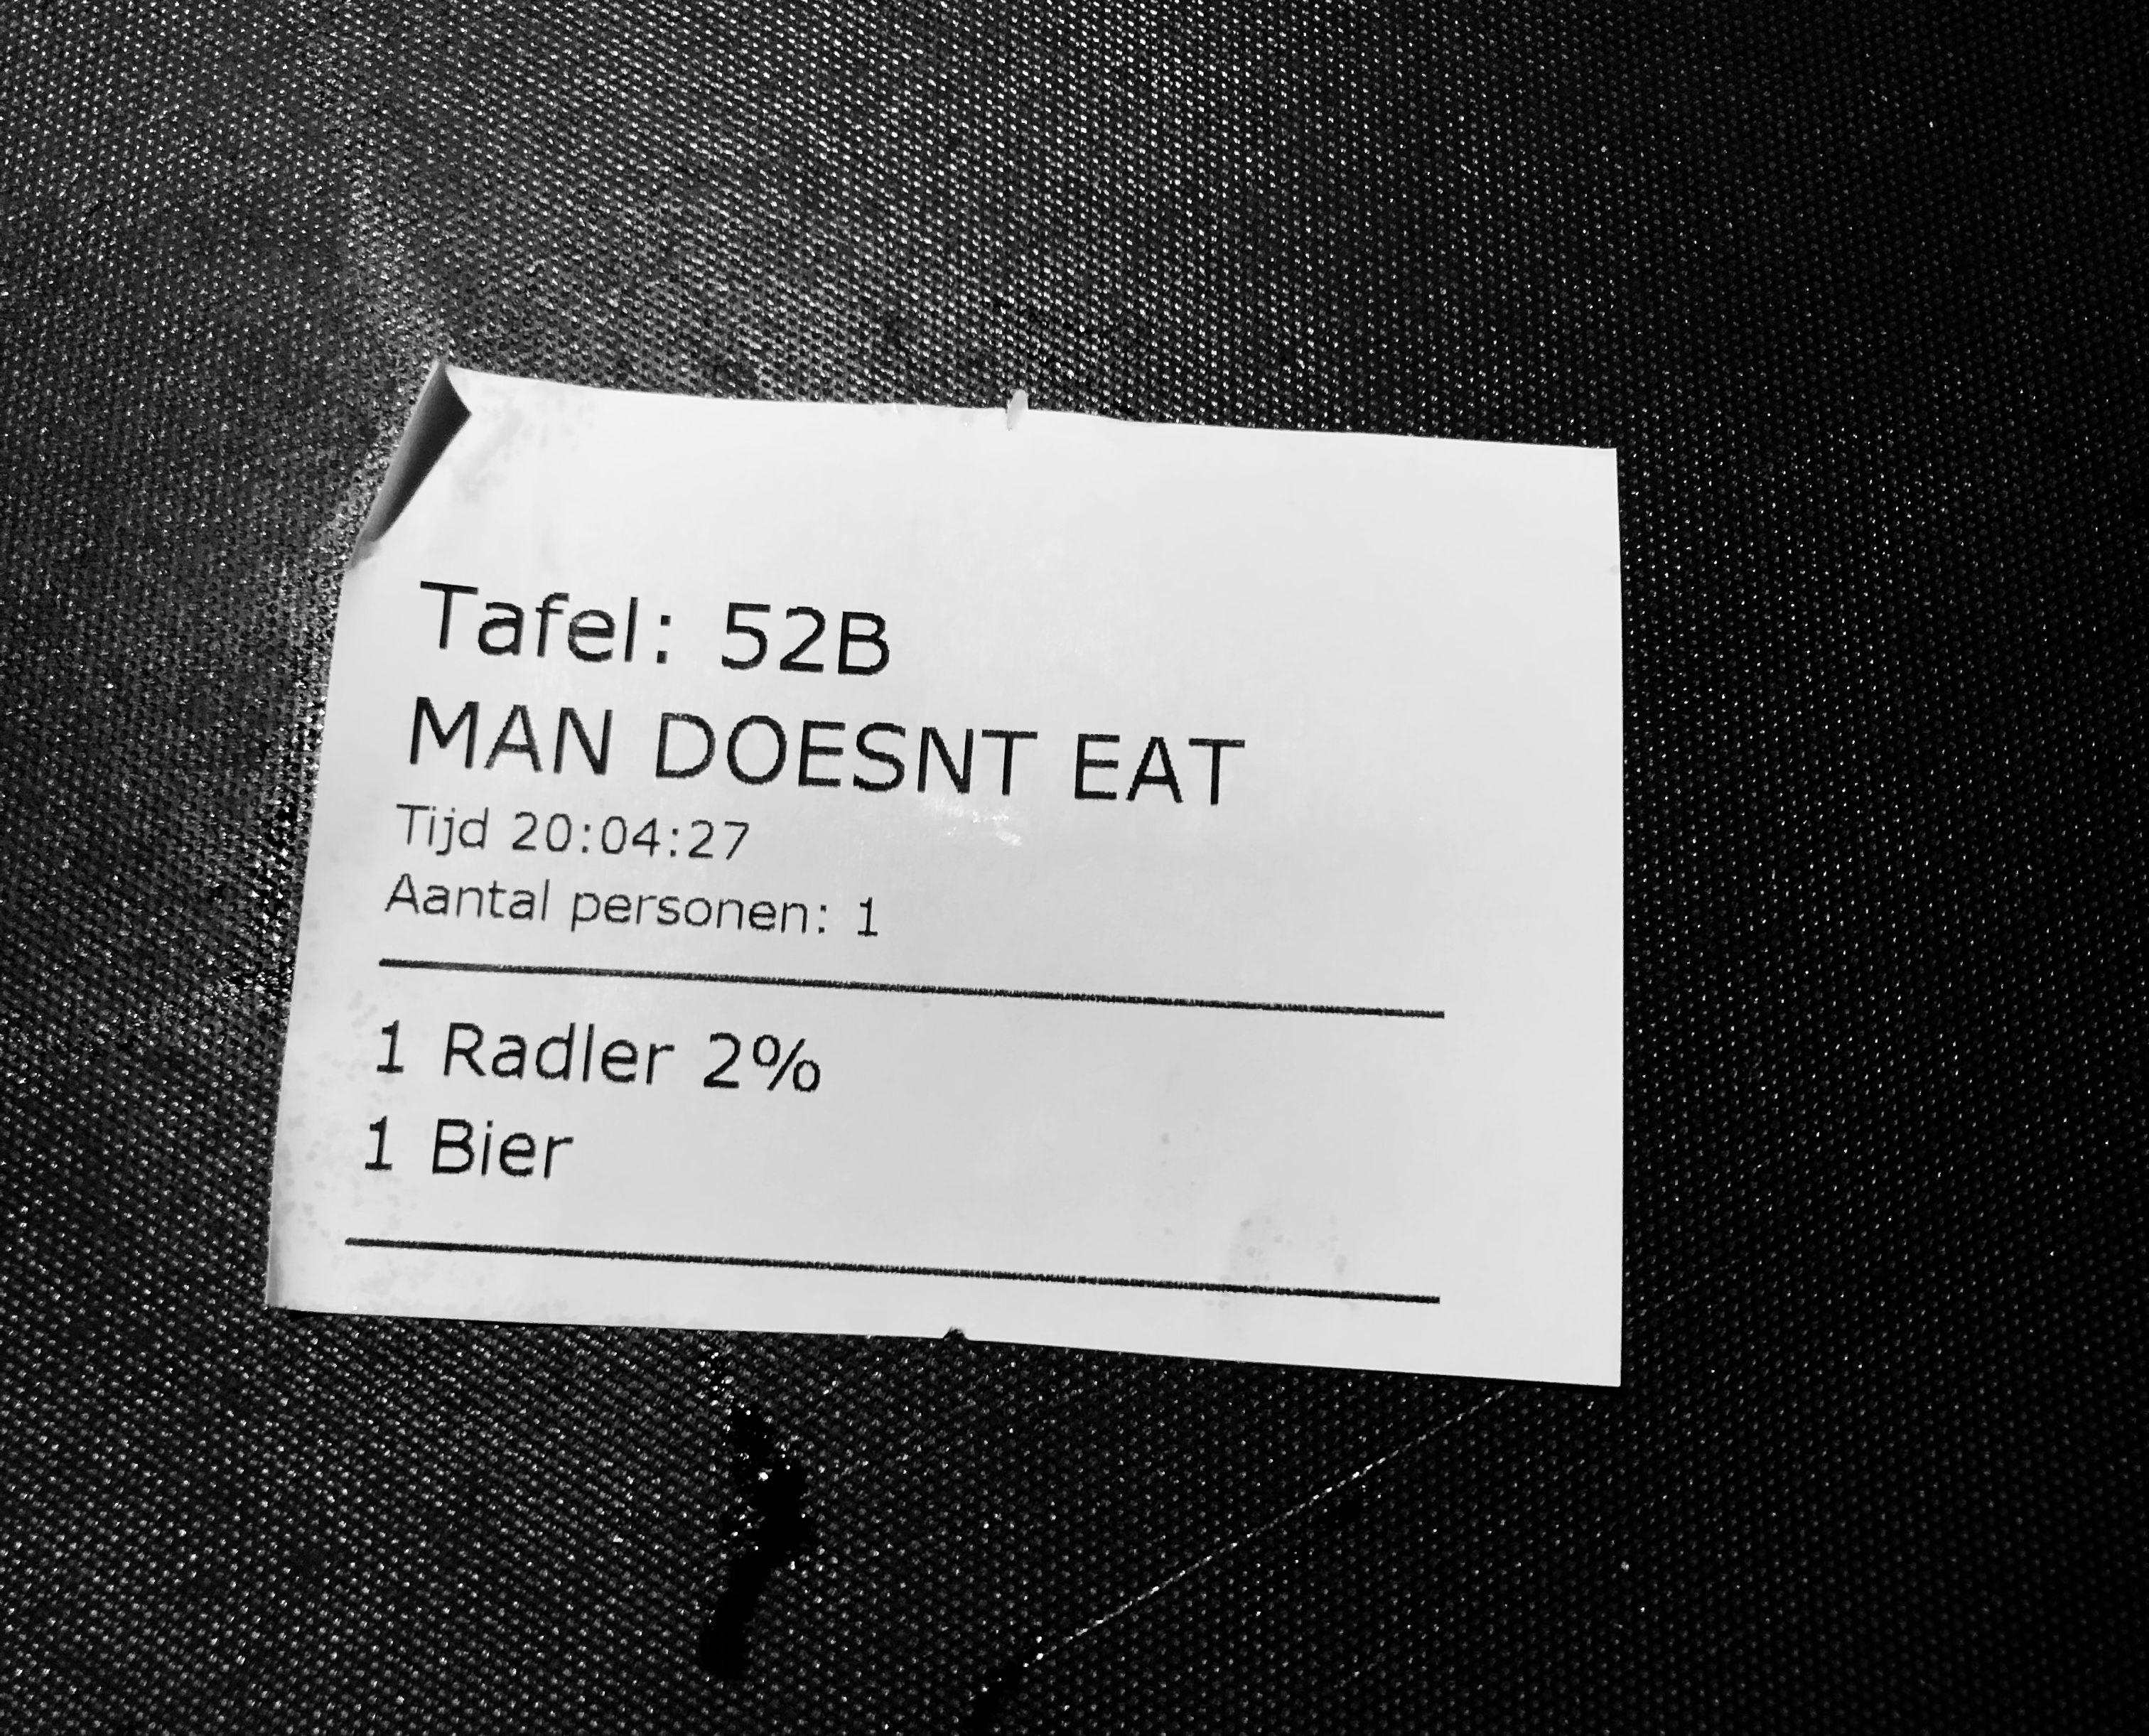 Tafel: 52B
MAN DOESNT EAT
Tijd 20:04:27
Aantal personen: 1
1 Radler 2%
1 Bier